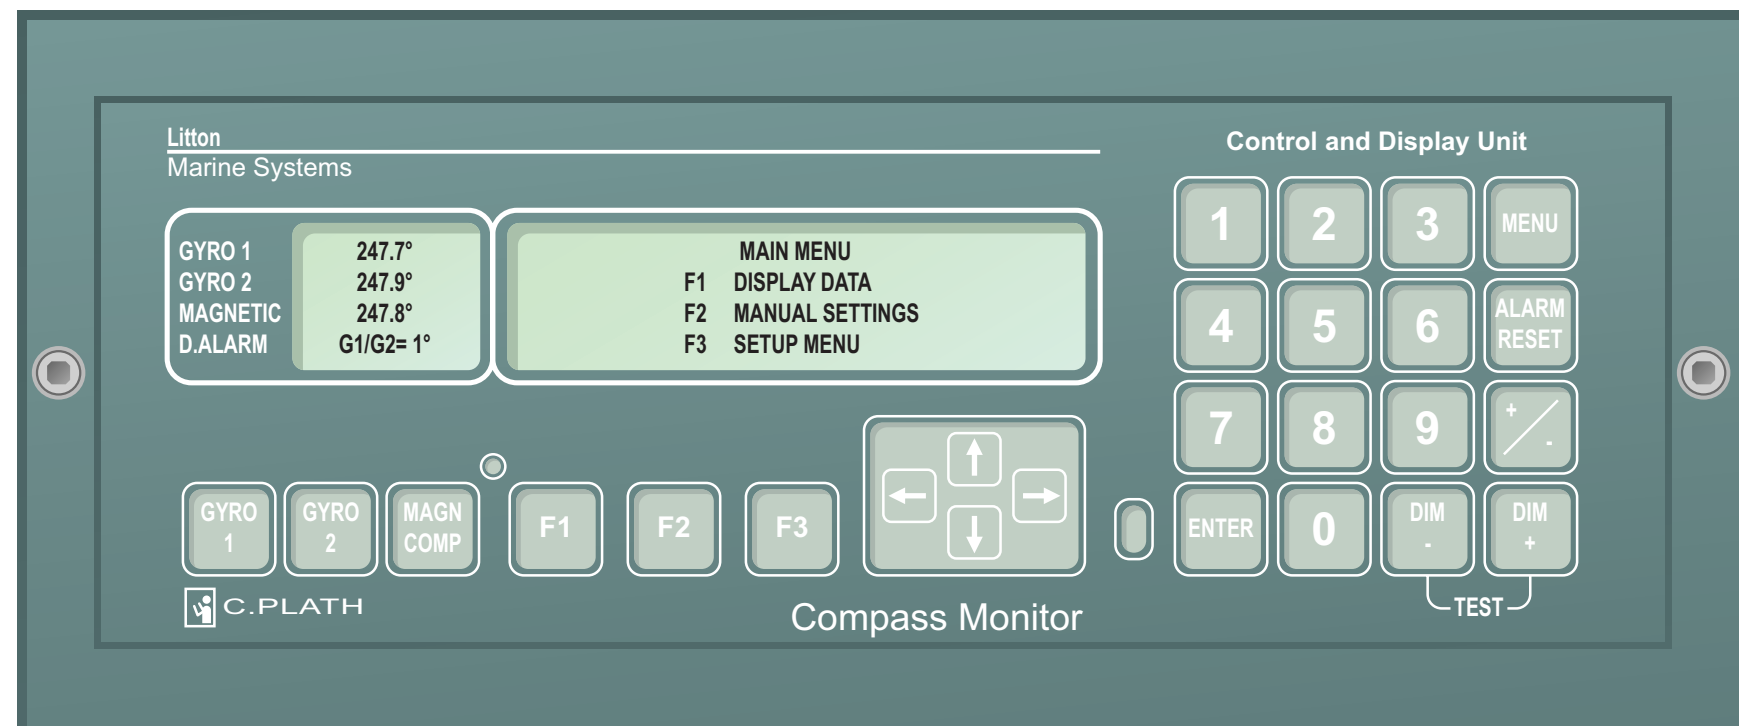 Litton
Marine Systems
Control and Display Unit
GYRO 1 247.7°
GYRO 2 247.9°
MAGNETIC 247.8°
D.ALARM G1/G2= 1°
MAIN MENU
F1 DISPLAY DATA
F2 MANUAL SETTINGS
F3 SETUP MENU
1 2 3 MENU
4 5 6 ALARM
RESET
7 8 9 + / -
GYRO
1
GYRO
2
MAGN
COMP
F1 F2 F3
ENTER 0
DIM
-
DIM
+
TEST
C.PLATH
Compass Monitor